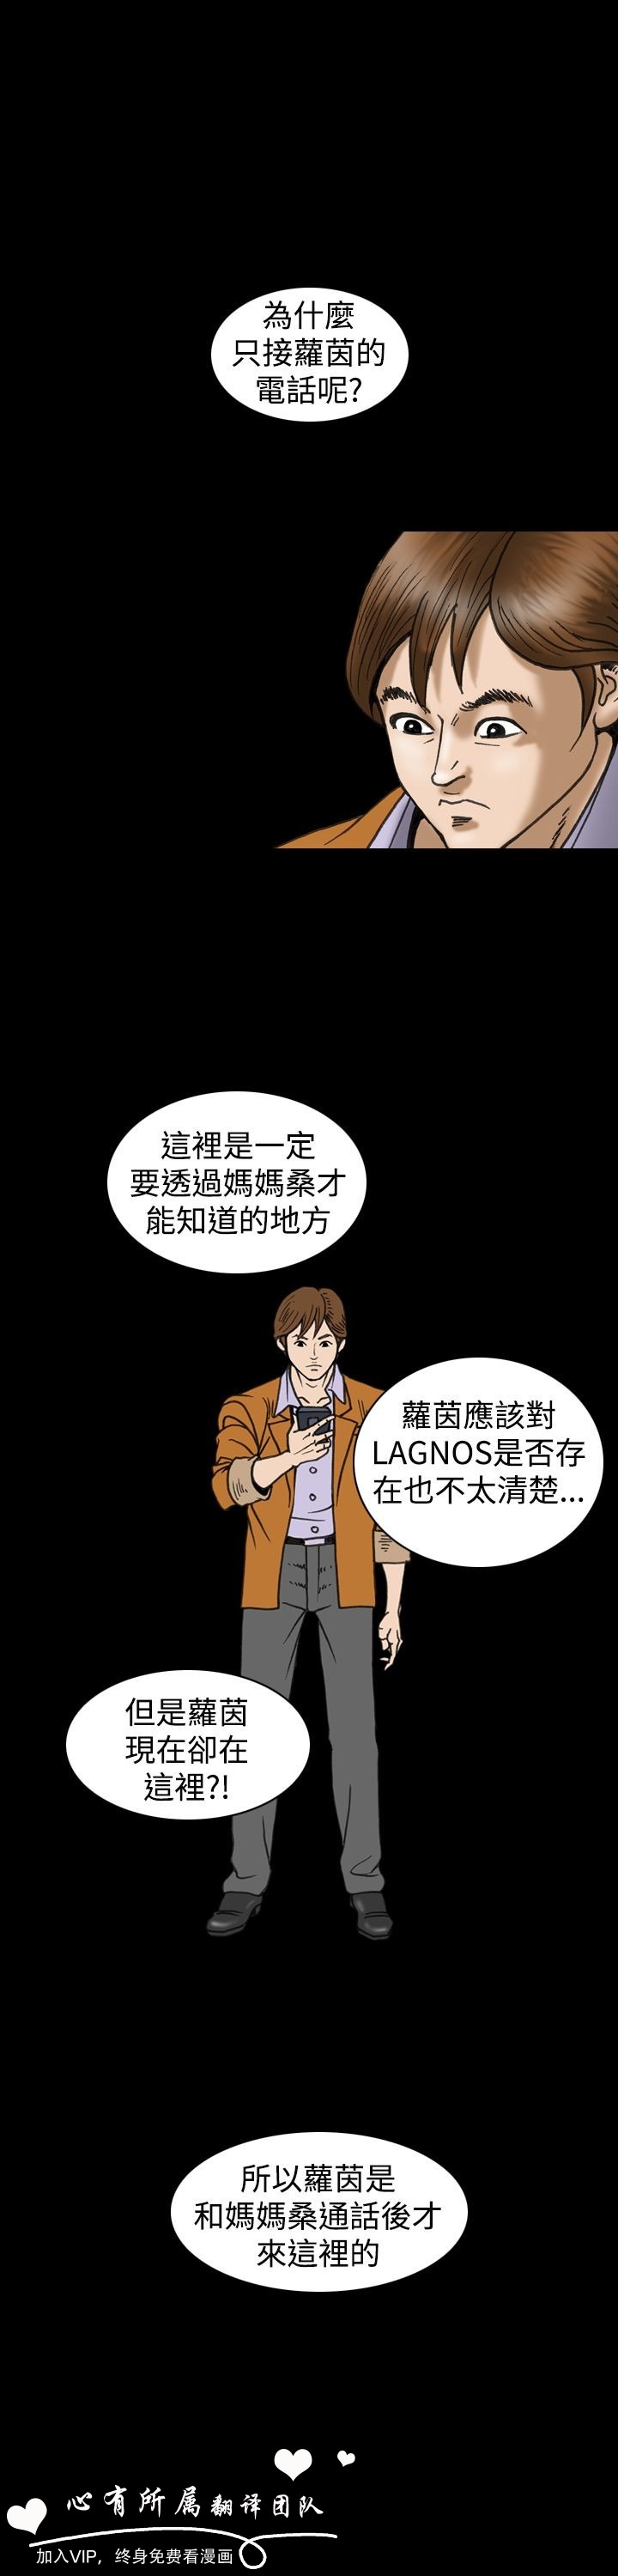 為什麼
只接蘿茵的
電話呢?
這裡是一定
要透過媽媽桑才
能知道的地方
蘿茵應該對
LAGNOS是否存
在也不太清楚...
但是蘿茵
現在卻在
這裡?!
所以蘿茵是
和媽媽桑通話後才
來這裡的
心有所属翻译团队
加入VIP，终身免费看漫画